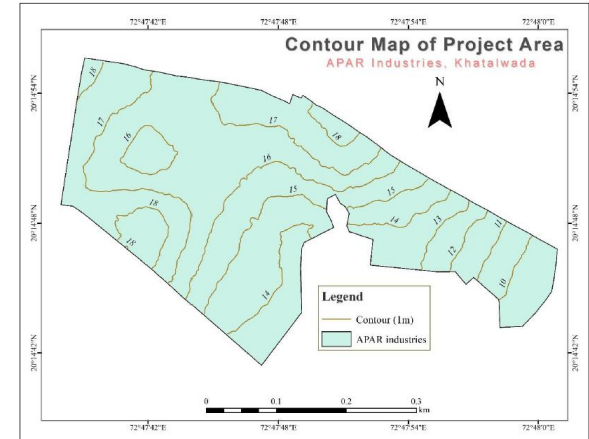 72°47'42"E
72°47'48"E
72°47'54"E
72°48'0"E
Contour Map of Project Area
APAR Industries, Khatalwada
N
20°14'54"N
20°14'54"N
18
17
17
16
18
16
15
15
14
13
12
11
10
18
18
14
20°14'48"N
20°14'48"N
Legend
Contour (1m)
APAR industries
20°14'42"N
20°14'42"N
0
0.1
0.2
0.3
km
72°47'42"E
72°47'48"E
72°47'54"E
72°48'0"E